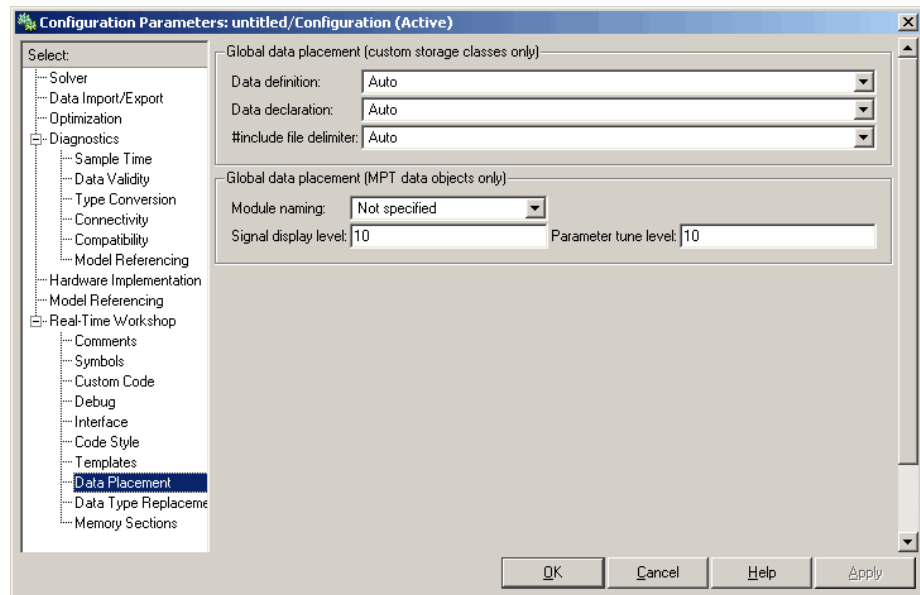 Configuration Parameters: untitled/Configuration (Active)
Select:
Solver
Data Import/Export
Optimization
Diagnostics
Sample Time
Data Validity
Type Conversion
Connectivity
Compatibility
Model Referencing
Hardware Implementation
Model Referencing
Real-Time Workshop
Comments
Symbols
Custom Code
Debug
Interface
Code Style
Templates
Data Placement
Data Type Replaceme
Memory Sections
Global data placement (custom storage classes only)
Data definition: Auto
Data declaration: Auto
#include file delimiter: Auto
Global data placement (MPT data objects only)
Module naming: Not specified
Signal display level: 10 Parameter tune level: 10
OK Cancel Help Apply